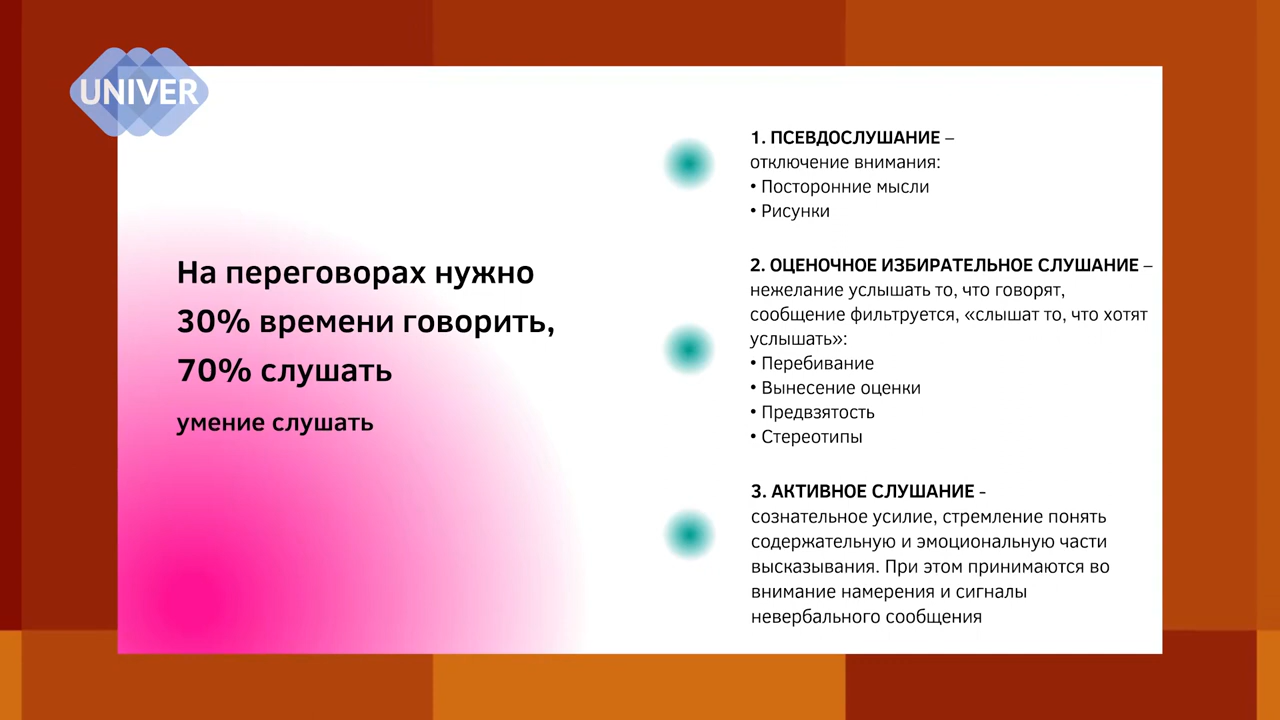 UNIVER
На переговорах нужно
30% времени говорить,
70% слушать
умение слушать
1. ПСЕВДОСЛУШАНИЕ –
отключение внимания:
• Посторонние мысли
• Рисунки
2. ОЦЕНОЧНОЕ ИЗБИРАТЕЛЬНОЕ СЛУШАНИЕ –
нежелание услышать то, что говорят,
сообщение фильтруется, «слышат то, что хотят
услышать»:
• Перебивание
• Вынесение оценки
• Предвзятость
• Стереотипы
3. АКТИВНОЕ СЛУШАНИЕ -
сознательное усилие, стремление понять
содержательную и эмоциональную части
высказывания. При этом принимаются во
внимание намерения и сигналы
невербального сообщения